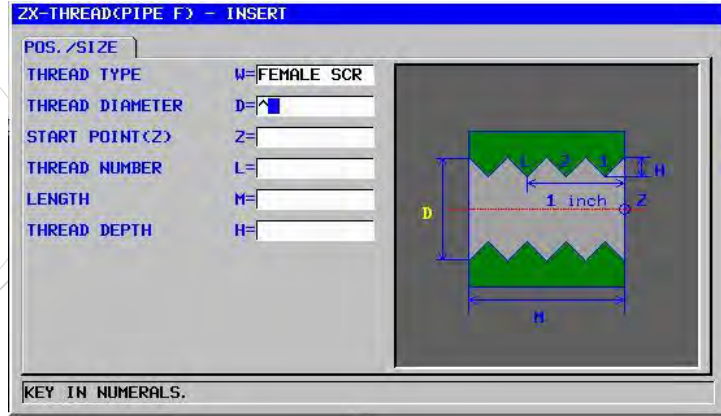 ZX-THREAD(PIPE F) - INSERT
POS./SIZE
THREAD TYPE W=FEMALE SCR
THREAD DIAMETER D=^
START POINT(Z) Z=
THREAD NUMBER L=
LENGTH M=
THREAD DEPTH H=
L 2 1 H
1 inch Z
D
M
KEY IN NUMERALS.